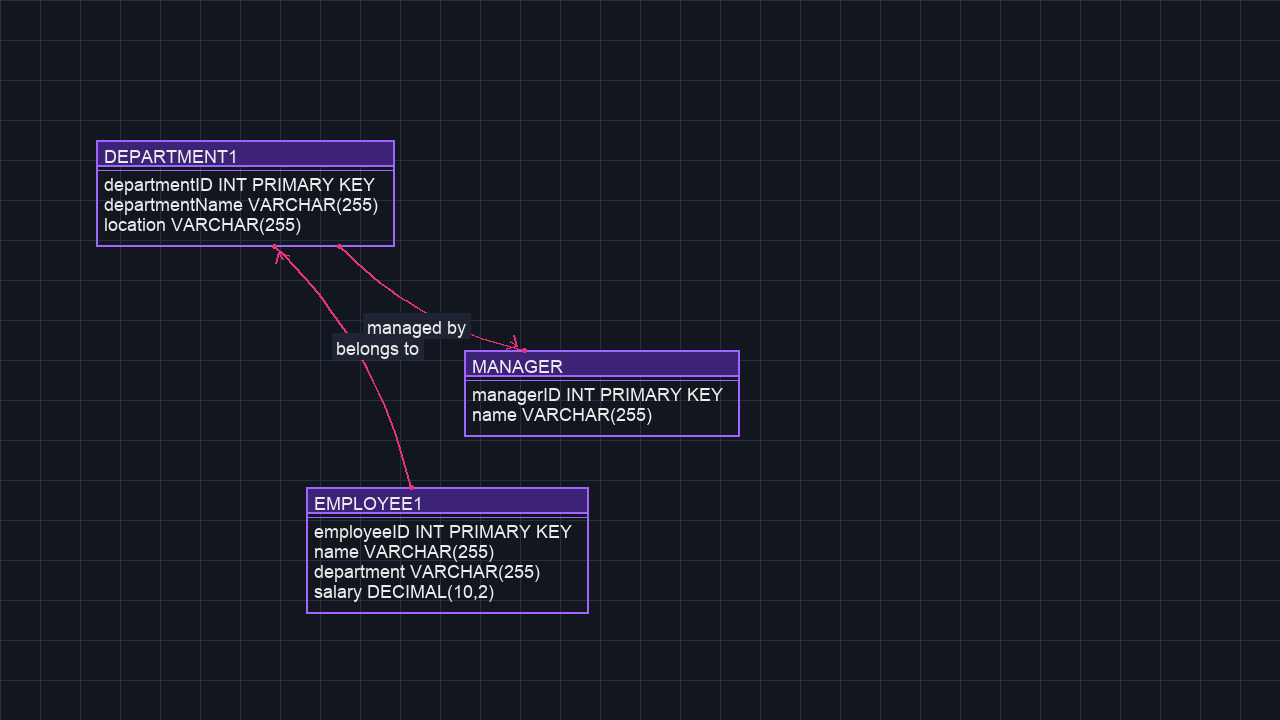 DEPARTMENT1
departmentID INT PRIMARY KEY
departmentName VARCHAR(255)
location VARCHAR(255)
managed by
belongs to
MANAGER
managerID INT PRIMARY KEY
name VARCHAR(255)
EMPLOYEE1
employeeID INT PRIMARY KEY
name VARCHAR(255)
department VARCHAR(255)
salary DECIMAL(10,2)